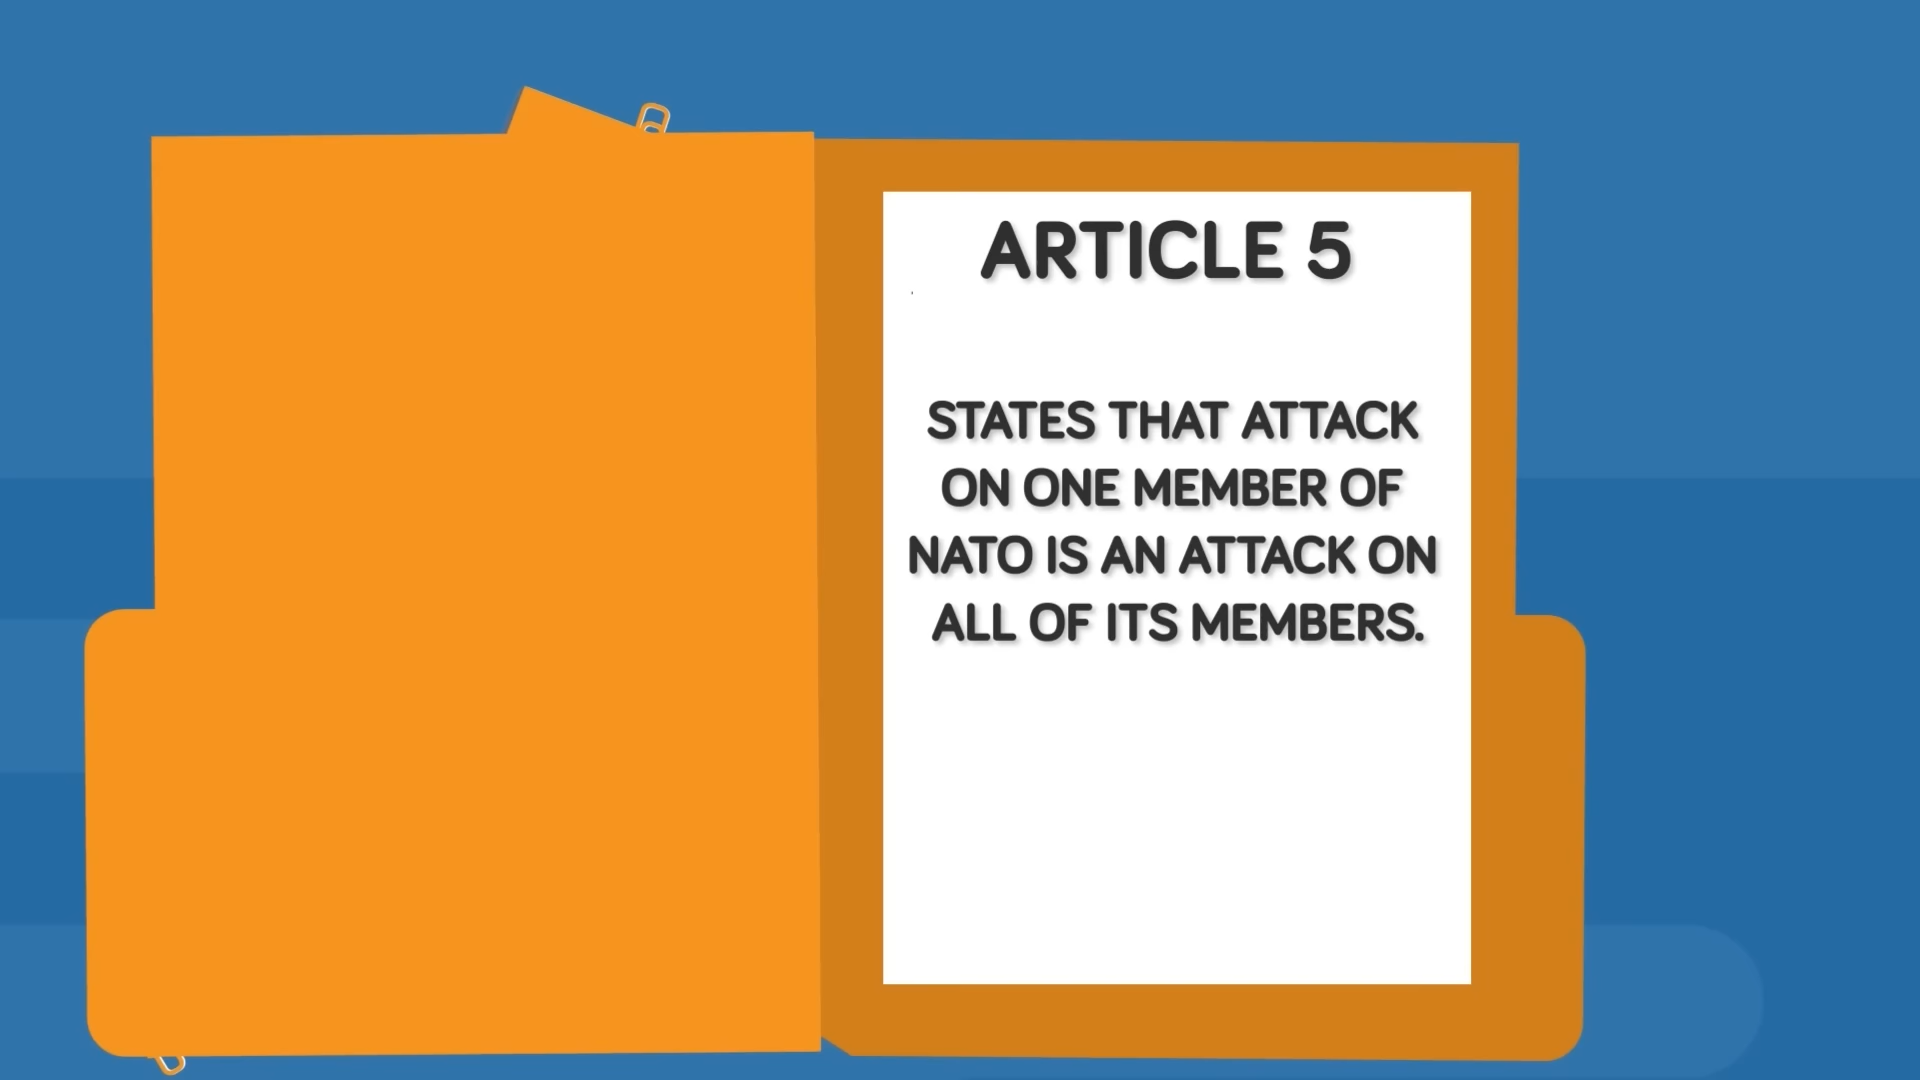 ARTICLE 5
STATES THAT ATTACK
ON ONE MEMBER OF
NATO IS AN ATTACK ON
ALL OF ITS MEMBERS.